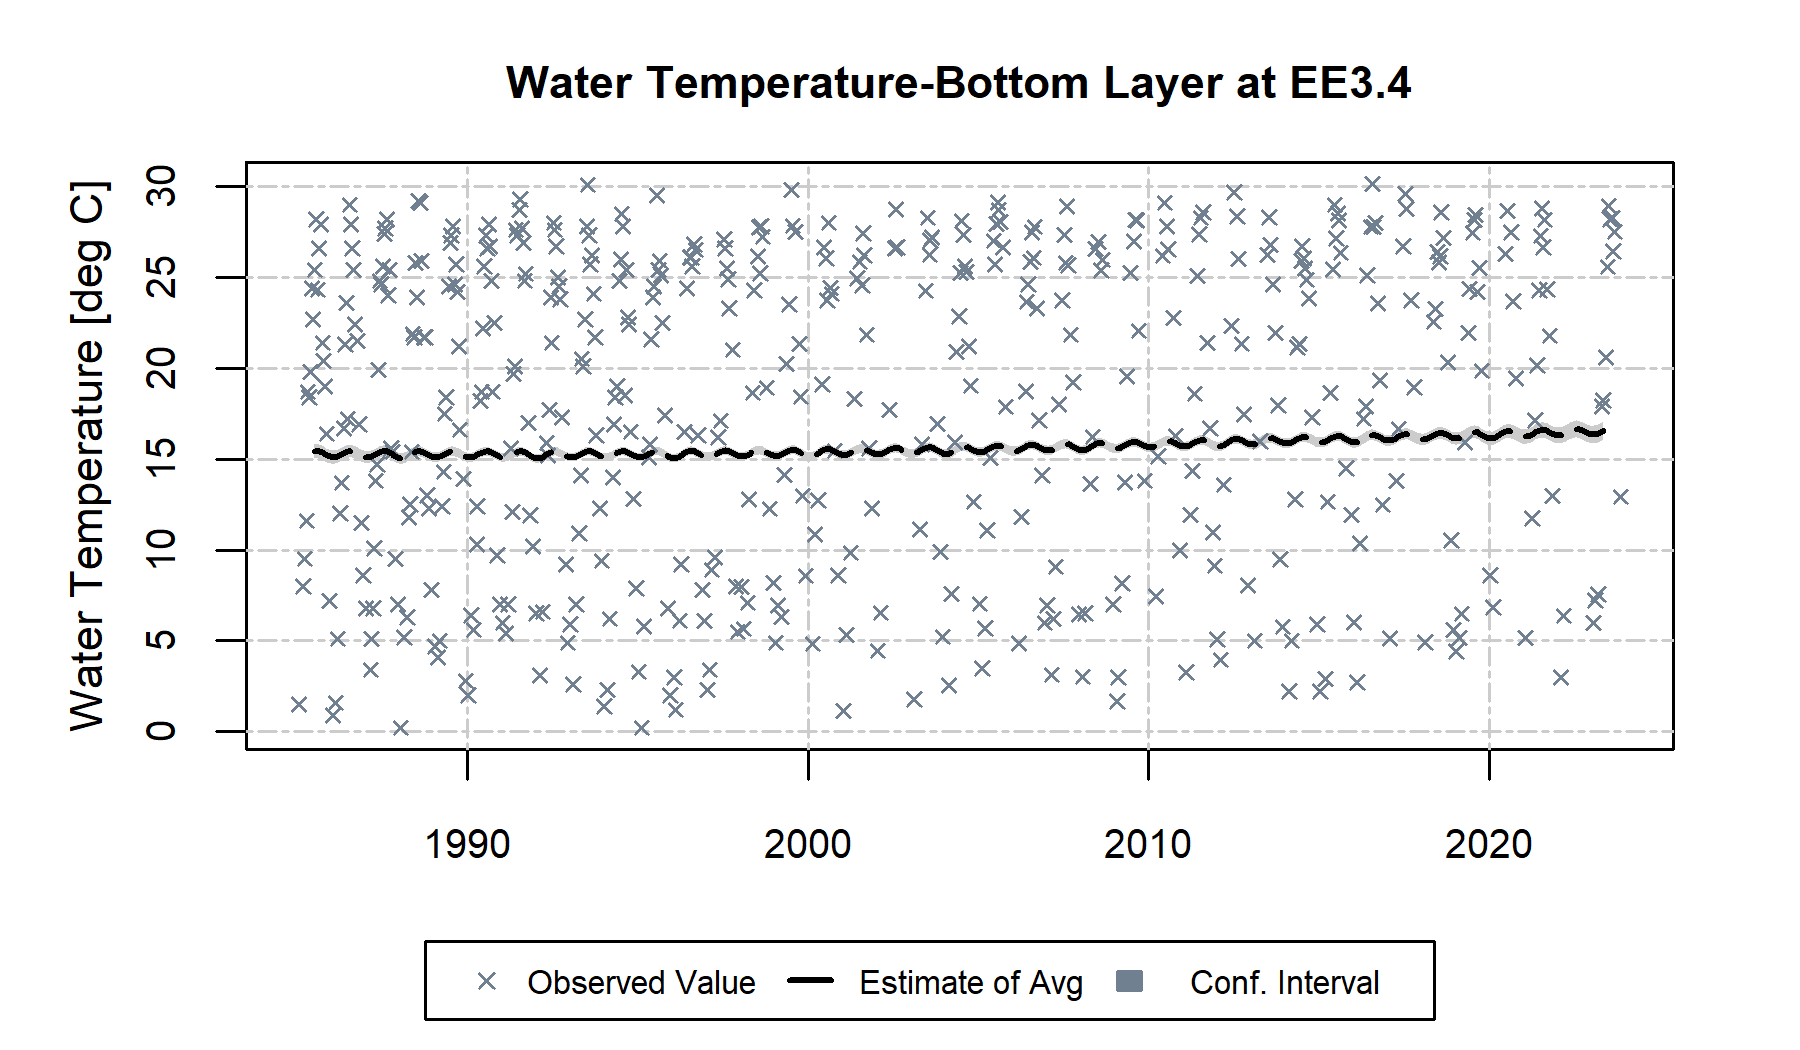 Water Temperature-Bottom Layer at EE3.4
Water Temperature [deg C]
30
25
20
15
10
5
0
1990 2000 2010 2020
Observed Value Estimate of Avg Conf. Interval